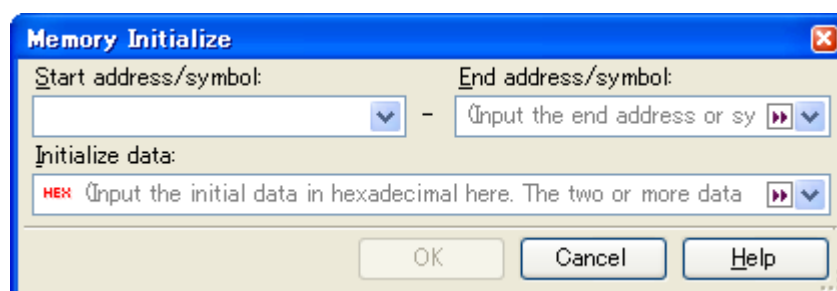 Memory Initialize
Start address/symbol: End address/symbol:
- (Input the end address or sy
Initialize data:
HEX (Input the initial data in hexadecimal here. The two or more data
OK Cancel Help